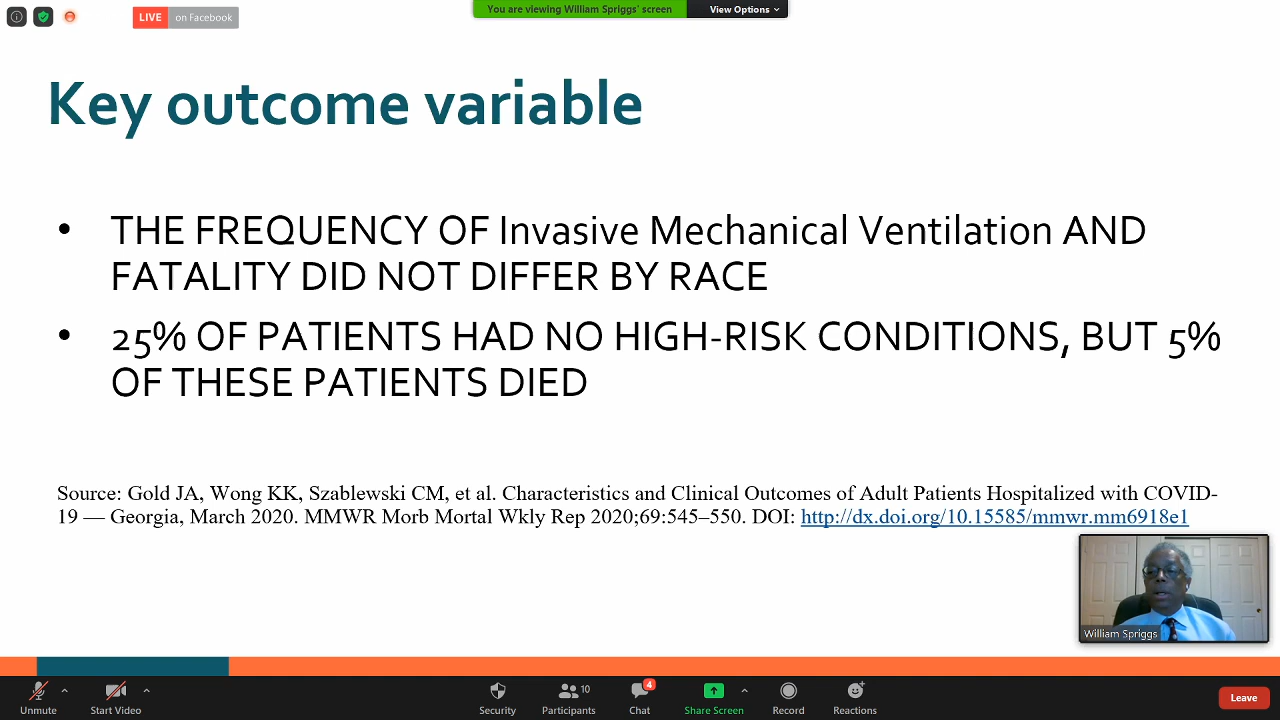 LIVE on Facebook
You are viewing William Spriggs' screen
View Options
Key outcome variable
• THE FREQUENCY OF Invasive Mechanical Ventilation AND
FATALITY DID NOT DIFFER BY RACE
• 25% OF PATIENTS HAD NO HIGH-RISK CONDITIONS, BUT 5%
OF THESE PATIENTS DIED
Source: Gold JA, Wong KK, Szablewski CM, et al. Characteristics and Clinical Outcomes of Adult Patients Hospitalized with COVID-
19 — Georgia, March 2020. MMWR Morb Mortal Wkly Rep 2020;69:545–550. DOI: http://dx.doi.org/10.15585/mmwr.mm6918e1
William Spriggs
Unmute
Start Video
Security
10
Participants
4
Chat
Share Screen
Record
Reactions
Leave